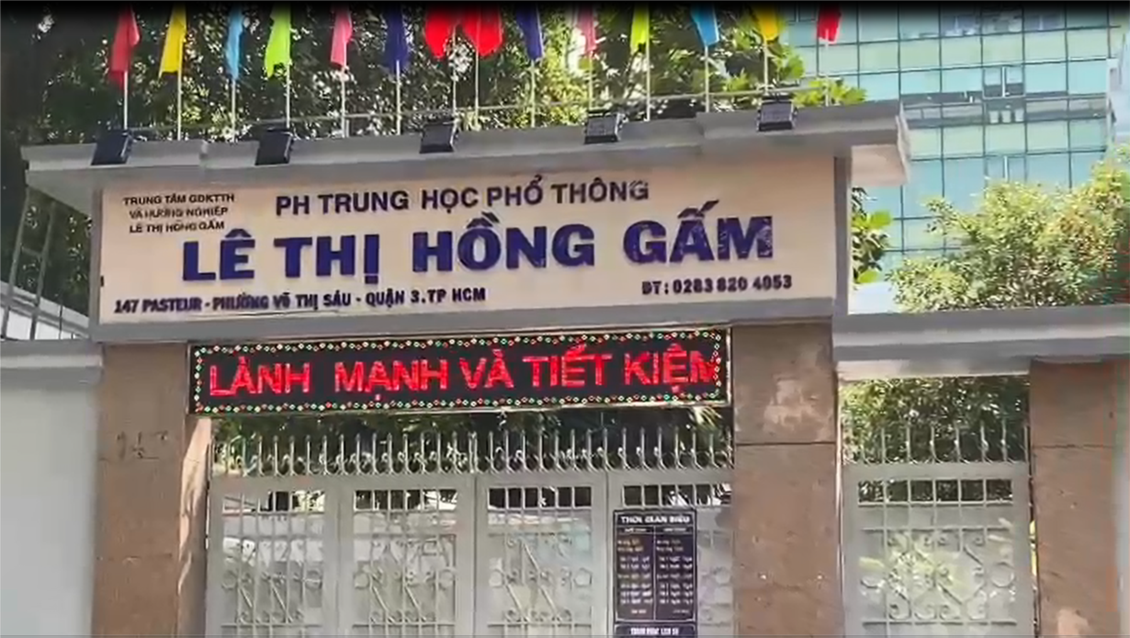 TRUNG TÂM GDKTTH
VÀ HƯỚNG NGHIỆP
LÊ THỊ HỒNG GẤM
PH TRUNG HỌC PHỔ THÔNG
LÊ THỊ HỒNG GẤM
147 PASTEUR - PHƯỜNG VÕ THỊ SÁU - QUẬN 3.TP HCM
ĐT : 0283 820 4053
LÀNH MẠNH VÀ TIẾT KIỆM
THỜI GIAN BIỂU